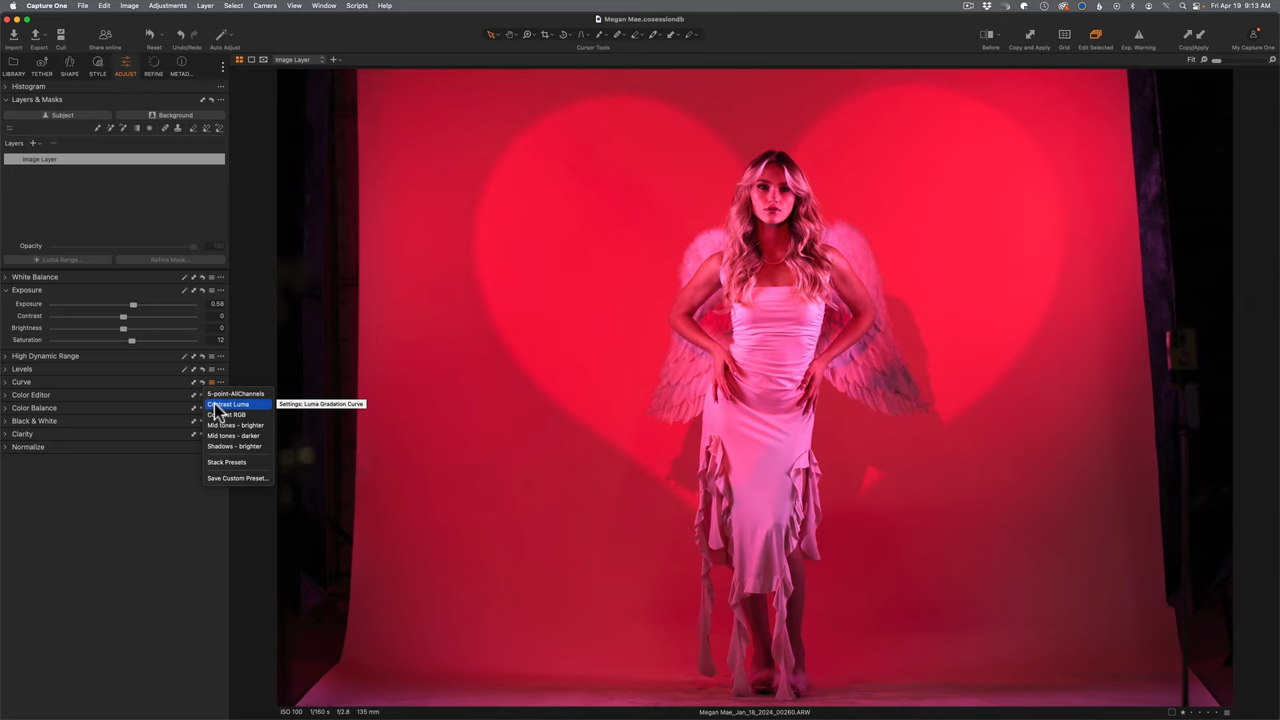 Capture One File Edit Image Adjustments Layer Select Camera View Windows Scripts Help Fri Apr 19 9:13 AM
Megan Mae.cosessiondb
Import Export Cull Share online Reset Undo/Redo Auto Adjust Cursor Tools Before Copy and Apply Grid Edit Selected Exp. Warning Copy/Apply My Capture One
LIBRARY TETHER SHAPE STYLE ADJUST REFINE METAD...
Image Layer Fit
Histogram
Layers & Masks
Subject Background
Layers
Image Layer
Opacity 100
Luma Range... Refine Mask...
White Balance
Exposure
Exposure 0.58
Contrast 0
Brightness 0
Saturation 12
High Dynamic Range
Levels
Curve
Color Editor
Color Balance
Black & White
Clarity
Normalize
5-point-AllChannels
Contrast Luma
RGB
Mid tones - brighter
Mid tones - darker
Shadows - brighter
Stack Presets
Save Custom Preset...
Settings: Luma Gradation Curve
ISO 100 1/160 s f/2.8 135 mm Megan Mae_Jan_18_2024_00260.ARW